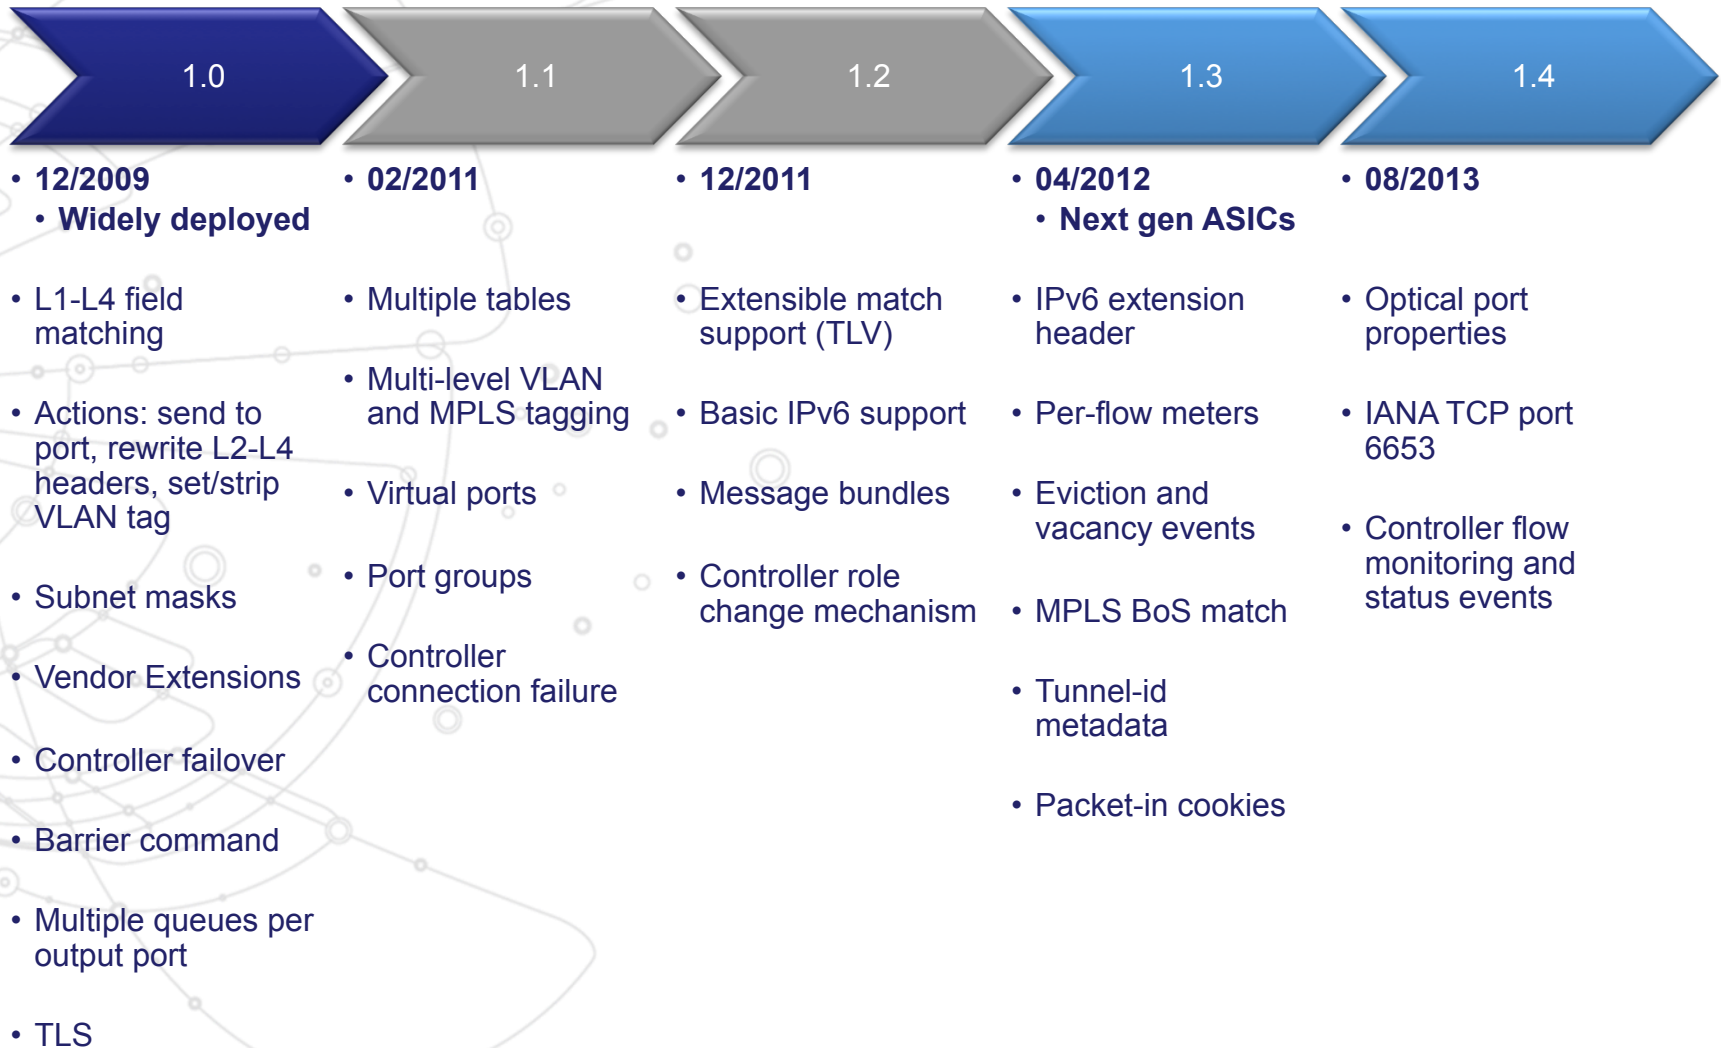 1.0
1.1
1.2
1.3
1.4
• 12/2009
• Widely deployed
• L1-L4 field
matching
• Actions: send to
port, rewrite L2-L4
headers, set/strip
VLAN tag
• Subnet masks
• Vendor Extensions
• Controller failover
• Barrier command
• Multiple queues per
output port
• TLS
• 02/2011
• Multiple tables
• Multi-level VLAN
and MPLS tagging
• Virtual ports
• Port groups
• Controller
connection failure
• 12/2011
• Extensible match
support (TLV)
• Basic IPv6 support
• Message bundles
• Controller role
change mechanism
• 04/2012
• Next gen ASICs
• IPv6 extension
header
• Per-flow meters
• Eviction and
vacancy events
• MPLS BoS match
• Tunnel-id
metadata
• Packet-in cookies
• 08/2013
• Optical port
properties
• IANA TCP port
6653
• Controller flow
monitoring and
status events